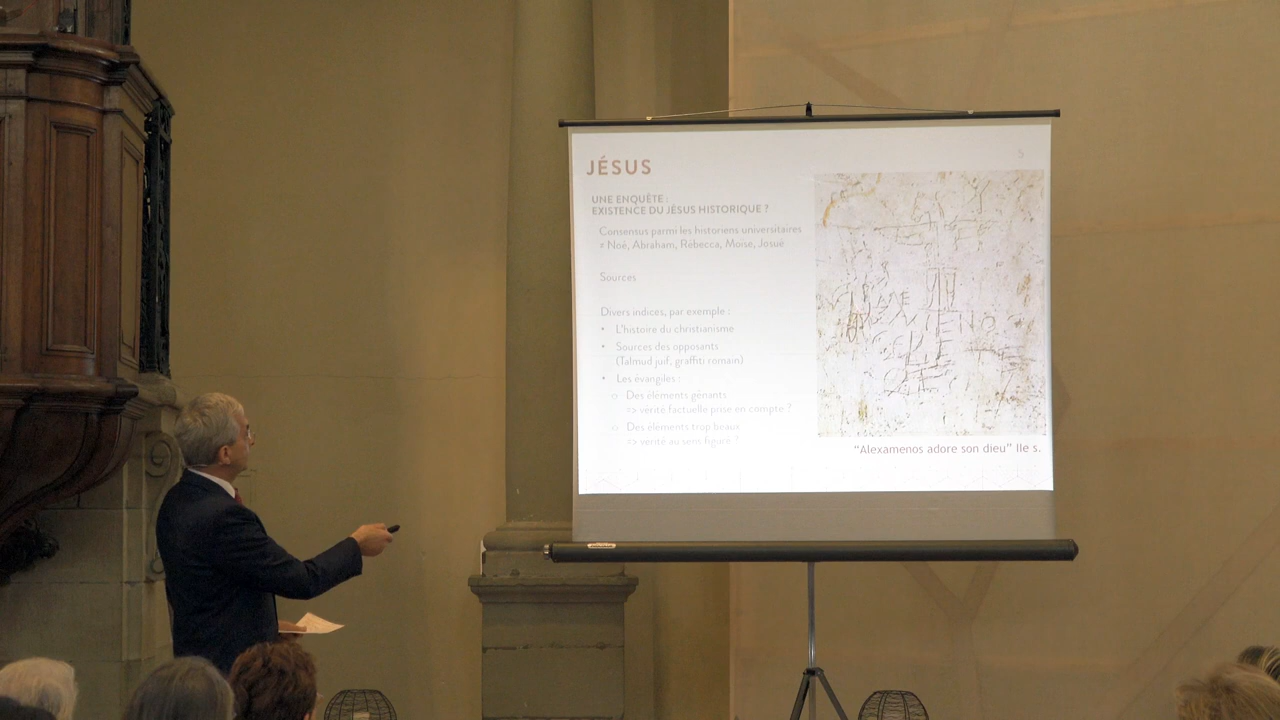 JÉSUS
5
UNE ENQUÊTE :
EXISTENCE DU JÉSUS HISTORIQUE ?
Consensus parmi les historiens universitaires
≠ Noé, Abraham, Rébecca, Moïse, Josué
Sources
Divers indices, par exemple :
• L'histoire du christianisme
• Sources des opposants
(Talmud juif, graffiti romain)
• Les évangiles :
o Des éléments gênants
=> vérité factuelle prise en compte ?
o Des éléments trop beaux
=> vérité au sens figuré ?
"Alexamenos adore son dieu" IIe s.